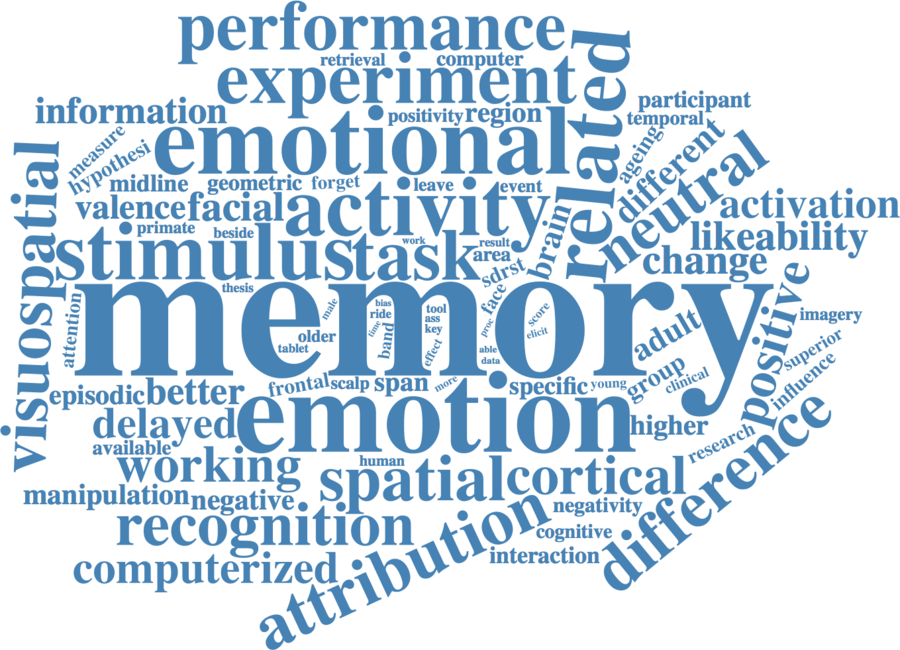 performance
retrieval computer
experiment
related
information
positivity region
participant
temporal
measure
hypothesi
emotional
ageing
different
neutral
midline geometric forget leave event
valence facial activity
activation
primate beside
likeability
visuospatial
stimulus task
work
result
area
brain
change
sdrst
thesis
memory
attention
male
older
tablet
bias
ride
time
band
tool
ass
key
effect
face
proc
able
data
score
elicit
adult
positive
imagery
superior
influence
episodic better
frontal scalp span more
specific young
group
clinical
delayed
emotion
higher
available
research
working
human
spatial cortical
difference
manipulation negative
negativity
recognition
attribution
cognitive
interaction
computerized